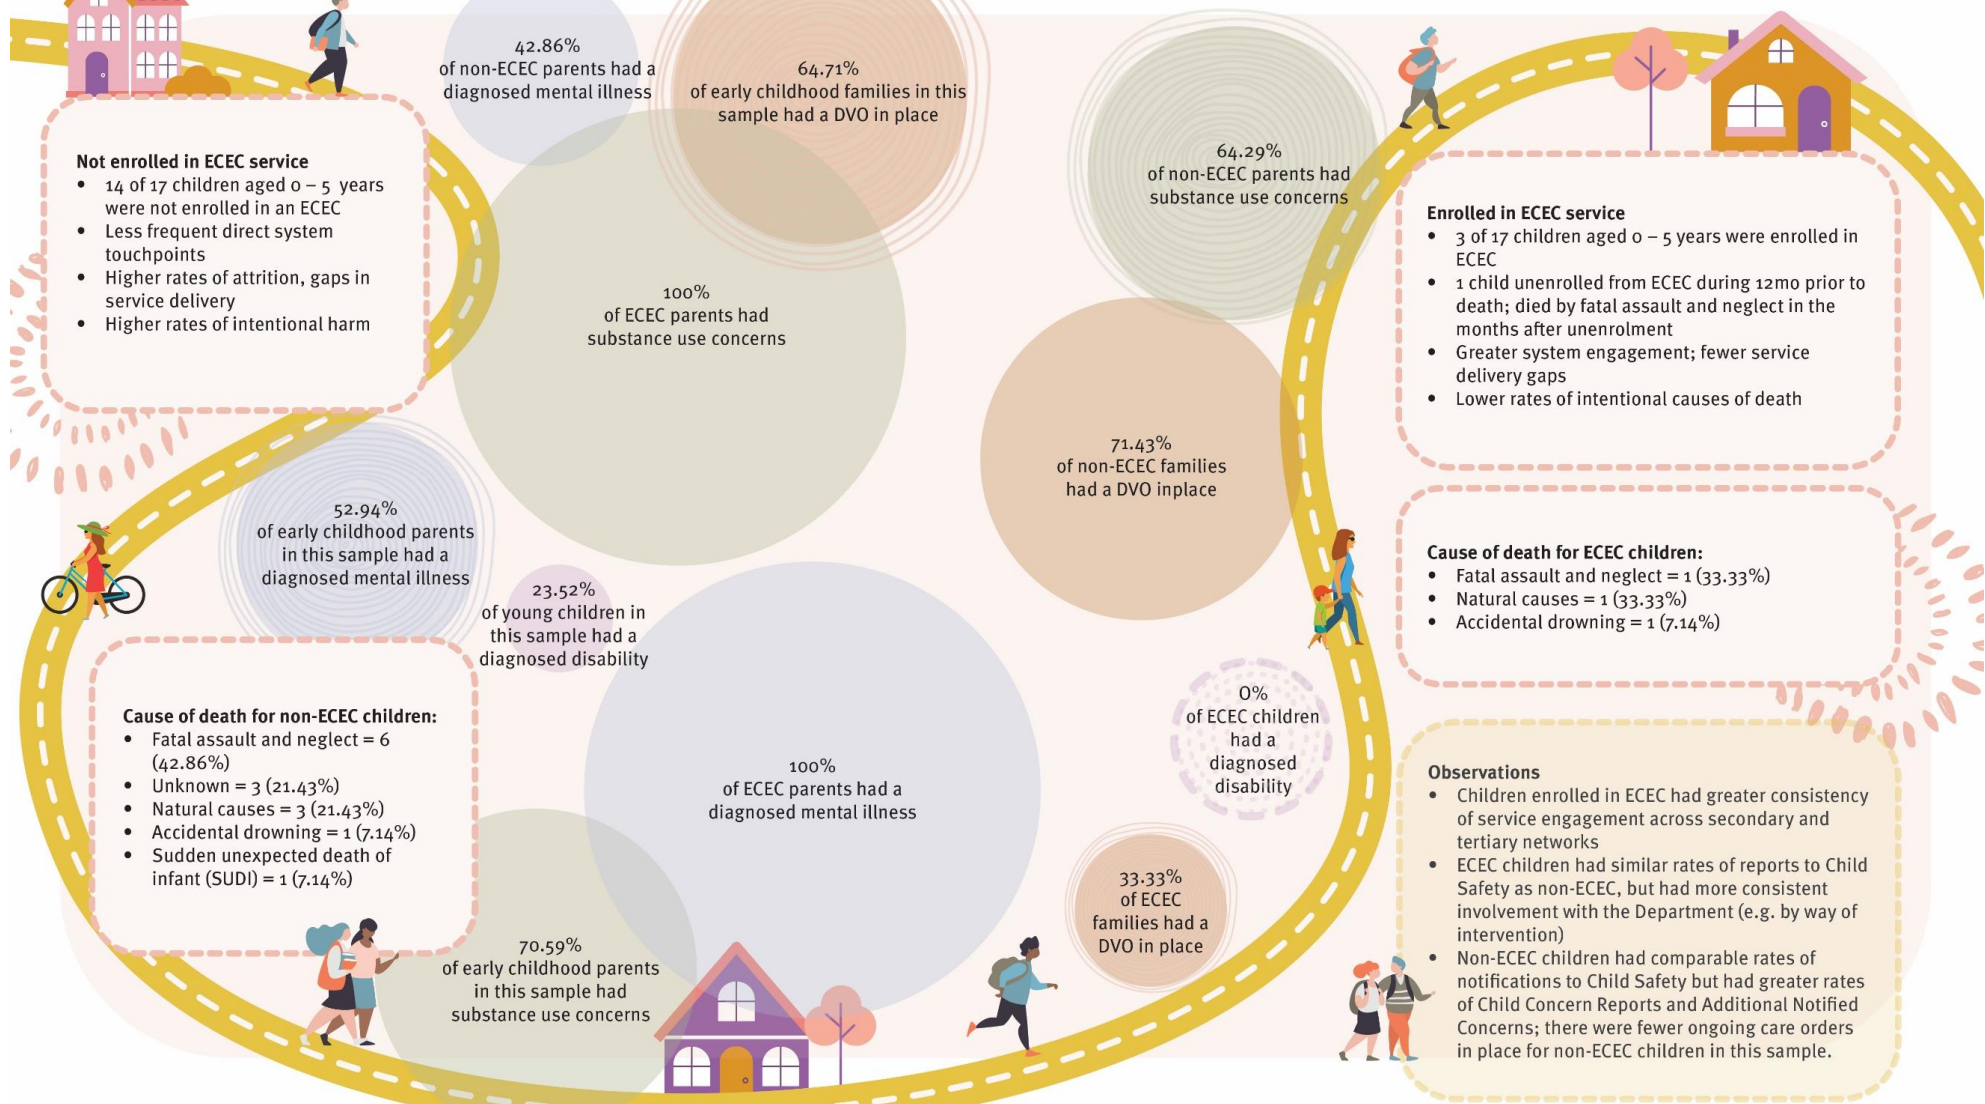 42.86%
of non-ECEC parents had a
diagnosed mental illness
64.71%
of early childhood families in this
sample had a DVO in place
64.29%
of non-ECEC parents had
substance use concerns
Not enrolled in ECEC service
• 14 of 17 children aged 0 – 5 years
were not enrolled in an ECEC
• Less frequent direct system
touchpoints
• Higher rates of attrition, gaps in
service delivery
• Higher rates of intentional harm
100%
of ECEC parents had
substance use concerns
Enrolled in ECEC service
• 3 of 17 children aged 0 – 5 years were enrolled in
ECEC
• 1 child unenrolled from ECEC during 12mo prior to
death; died by fatal assault and neglect in the
months after unenrolment
• Greater system engagement; fewer service
delivery gaps
• Lower rates of intentional causes of death
71.43%
of non-ECEC families
had a DVO inplace
52.94%
of early childhood parents
in this sample had a
diagnosed mental illness
23.52%
of young children in
this sample had a
diagnosed disability
Cause of death for ECEC children:
• Fatal assault and neglect = 1 (33.33%)
• Natural causes = 1 (33.33%)
• Accidental drowning = 1 (7.14%)
Cause of death for non-ECEC children:
• Fatal assault and neglect = 6
(42.86%)
• Unknown = 3 (21.43%)
• Natural causes = 3 (21.43%)
• Accidental drowning = 1 (7.14%)
• Sudden unexpected death of
infant (SUDI) = 1 (7.14%)
100%
of ECEC parents had a
diagnosed mental illness
0%
of ECEC children
had a
diagnosed
disability
33.33%
of ECEC
families had a
DVO in place
70.59%
of early childhood parents
in this sample had
substance use concerns
Observations
• Children enrolled in ECEC had greater consistency
of service engagement across secondary and
tertiary networks
• ECEC children had similar rates of reports to Child
Safety as non-ECEC, but had more consistent
involvement with the Department (e.g. by way of
intervention)
• Non-ECEC children had comparable rates of
notifications to Child Safety but had greater rates
of Child Concern Reports and Additional Notified
Concerns; there were fewer ongoing care orders
in place for non-ECEC children in this sample.